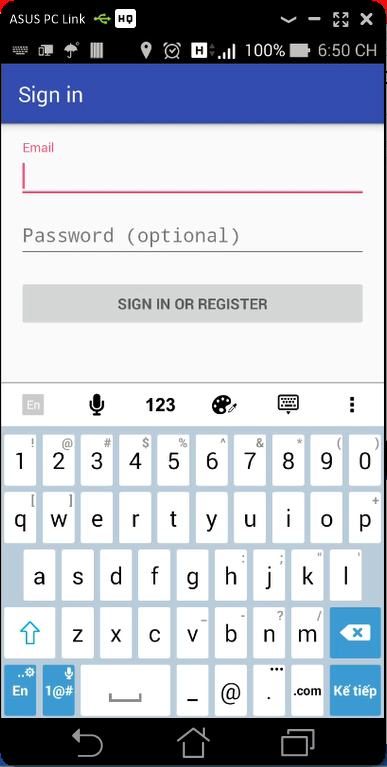 ASUS PC Link HQ
H 100% 6:50 CH
Sign in
Email
Password (optional)
SIGN IN OR REGISTER
En 123
! @ # $ % ^ & * ( )
1 2 3 4 5 6 7 8 9 0
[ ] +
q w e r t y u i o p
: ; " '
a s d f g h j k l
_ - ? /
z x c v b n m
En 1@# _ @ . .com Kế tiếp